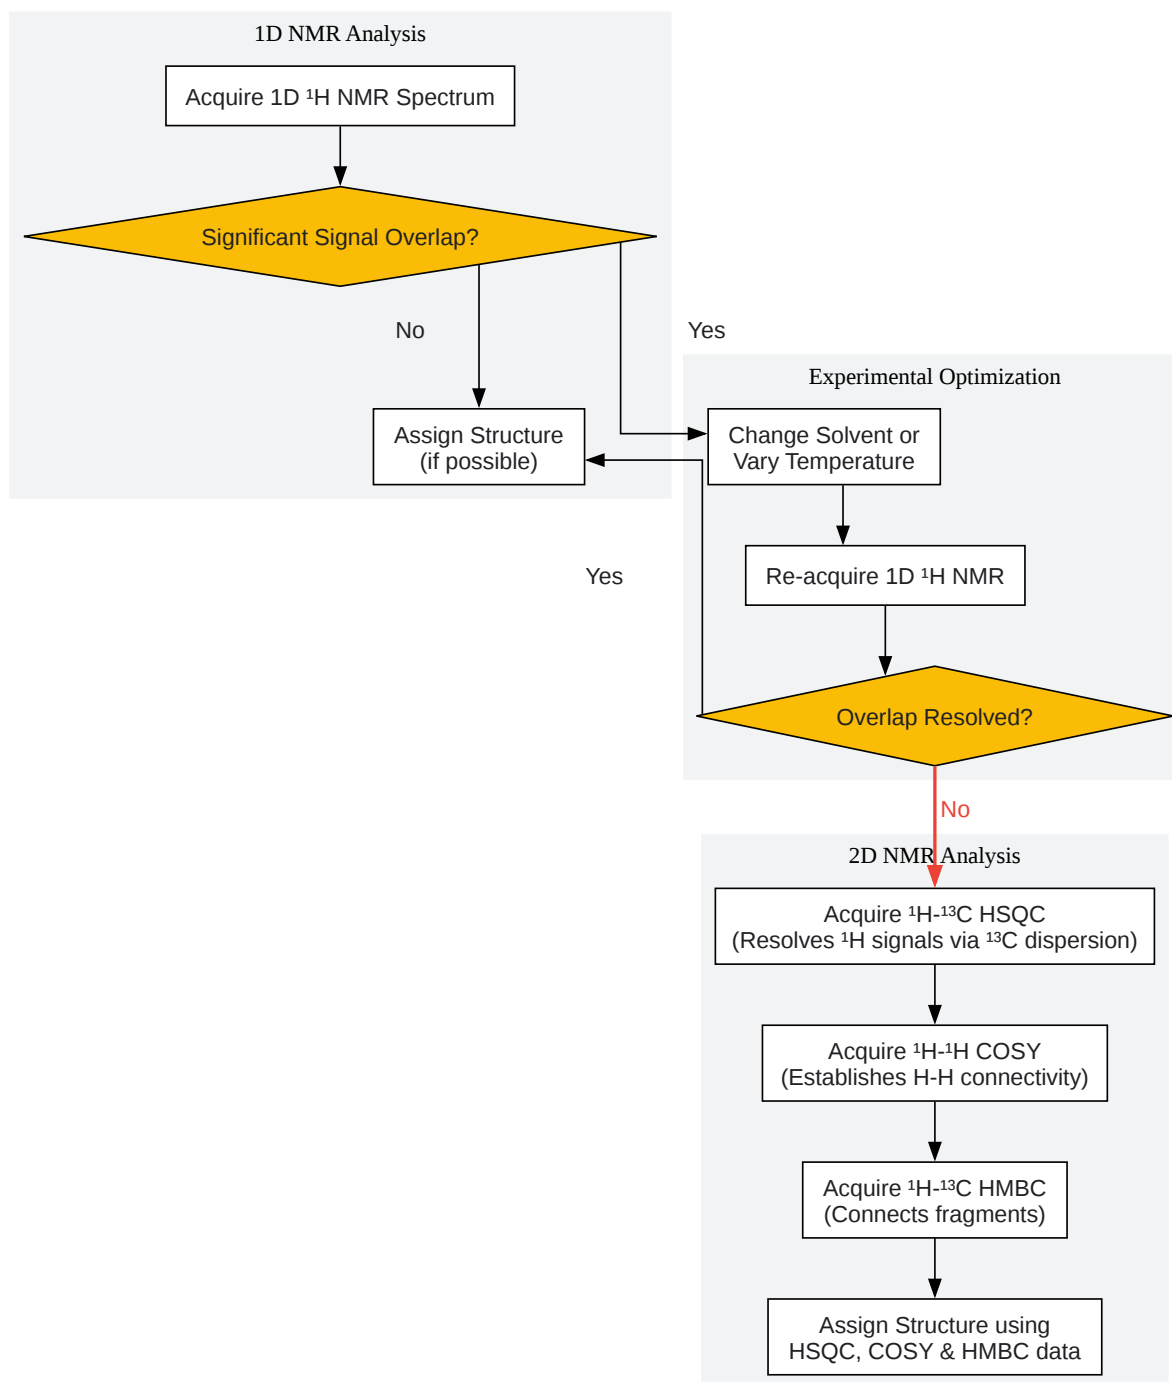 1D NMR Analysis
Acquire 1D ¹H NMR Spectrum
Significant Signal Overlap?
No
Yes
Assign Structure
(if possible)
Experimental Optimization
Change Solvent or
Vary Temperature
Re-acquire 1D ¹H NMR
Yes
Overlap Resolved?
No
2D NMR Analysis
Acquire ¹H-¹³C HSQC
(Resolves ¹H signals via ¹³C dispersion)
Acquire ¹H-¹H COSY
(Establishes H-H connectivity)
Acquire ¹H-¹³C HMBC
(Connects fragments)
Assign Structure using
HSQC, COSY & HMBC data